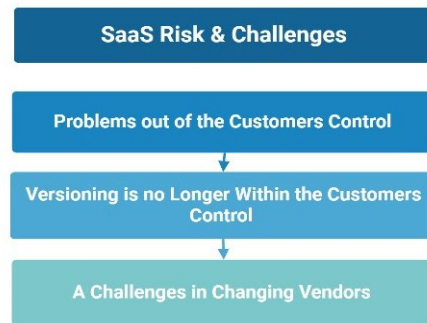 SaaS Risk & Challenges
Problems out of the Customers Control
Versioning is no Longer Within the Customers
Control
A Challenges in Changing Vendors